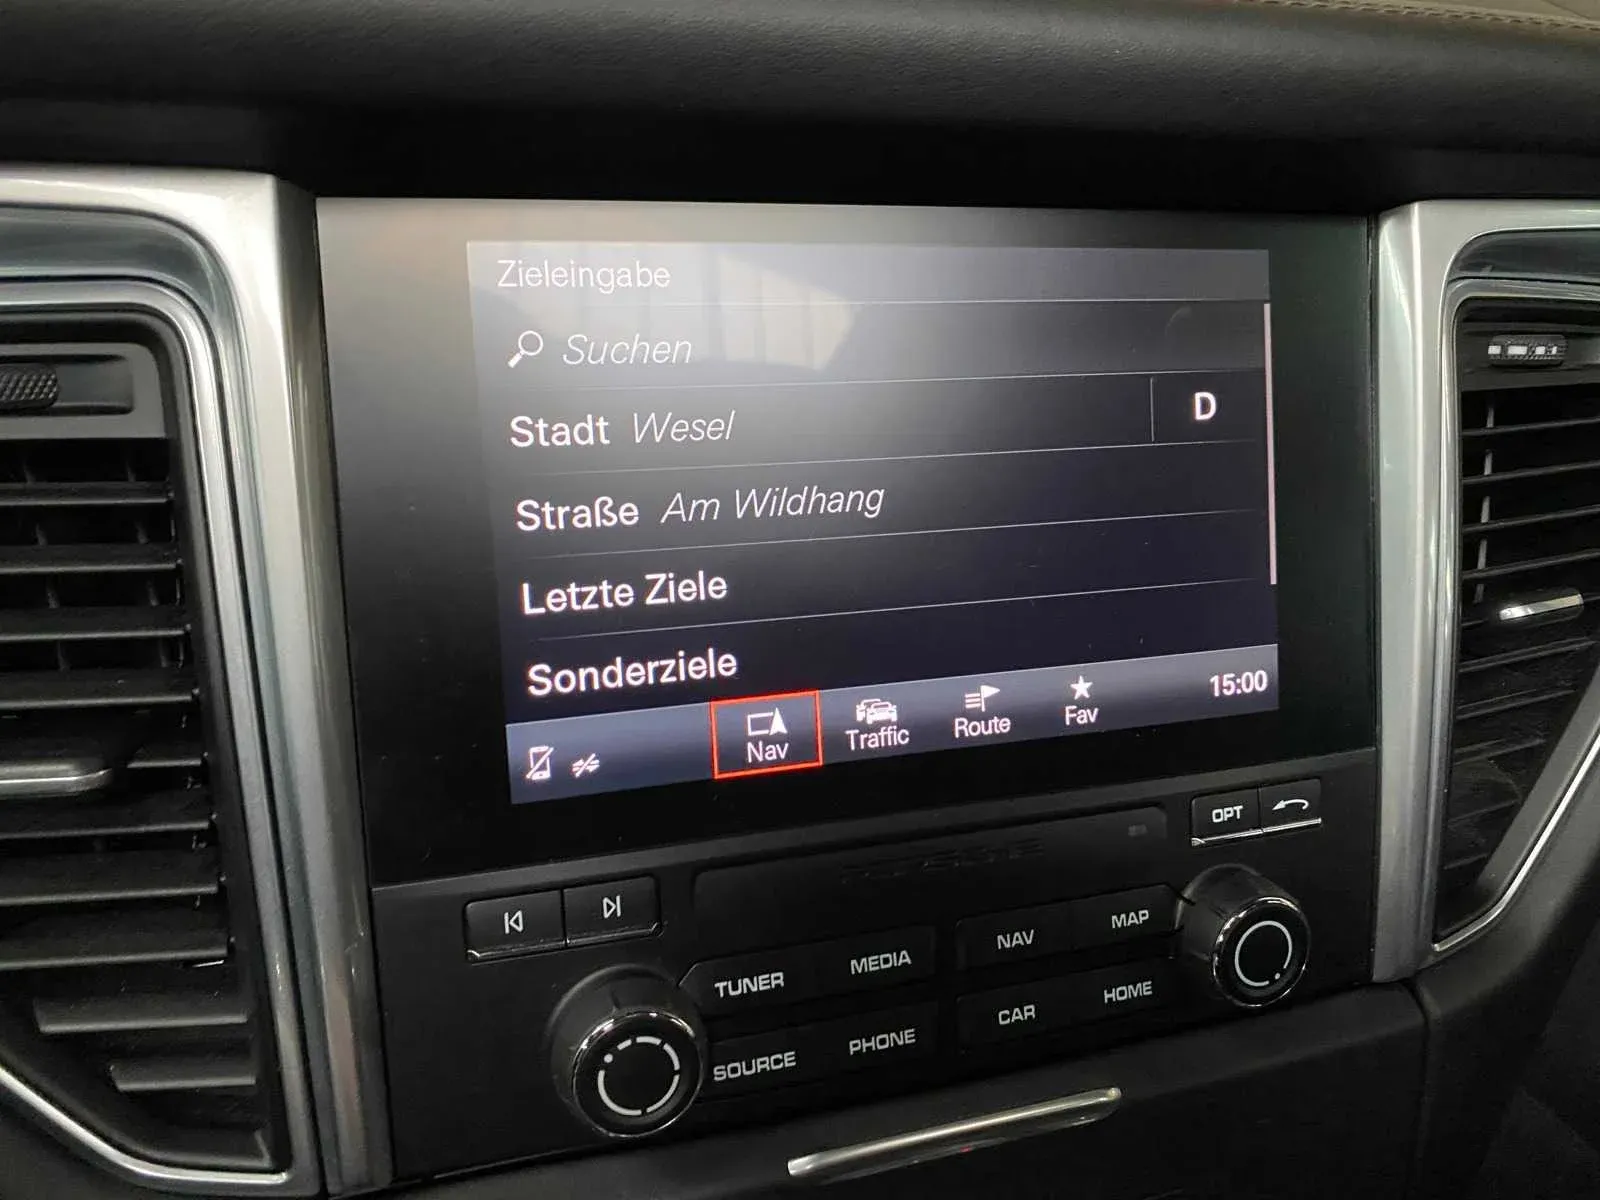 Zieleingabe
Suchen
Stadt Wesel D
Straße Am Wildhang
Letzte Ziele
Sonderziele
Nav Traffic Route Fav 15:00
OPT
TUNER MEDIA NAV MAP
SOURCE PHONE CAR HOME